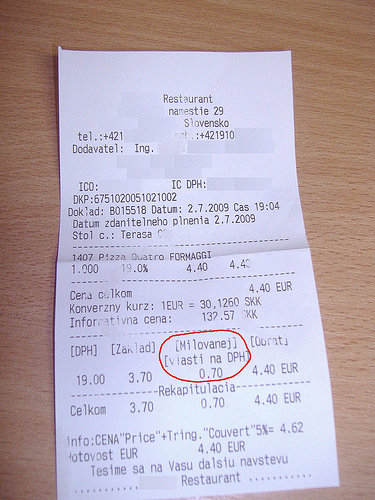 Restaurant
namestie 29
Slovensko
tel.:+421 :+421910
Dodavatel: Ing.
ICO: IC DPH:
DKP:6751020051021002
Doklad: B015518 Datum: 2.7.2009 Cas 19:04
Datum zdanitelneho plnenia 2.7.2009
Stol c.: Terasa
1407 Pizza Quatro FORMAGGI
1.000 19.0% 4.40 4.40
Cena celkom 4.40 EUR
Konverzny kurz: 1EUR = 30,1260 SKK
Informativna cena: 132.57 SKK
[DPH] [Zaklad] [Milovanej] [Obrat]
[vlasti na DPH]
19.00 3.70 0.70 4.40 EUR
Rekapitulacia
Celkom 3.70 0.70 4.40 EUR
info:CENA"Price"+Tring."Couvert"5%= 4.62
Hotovost EUR 4.40 EUR
Tesime sa na Vasu dalsiu navstevu
Restaurant